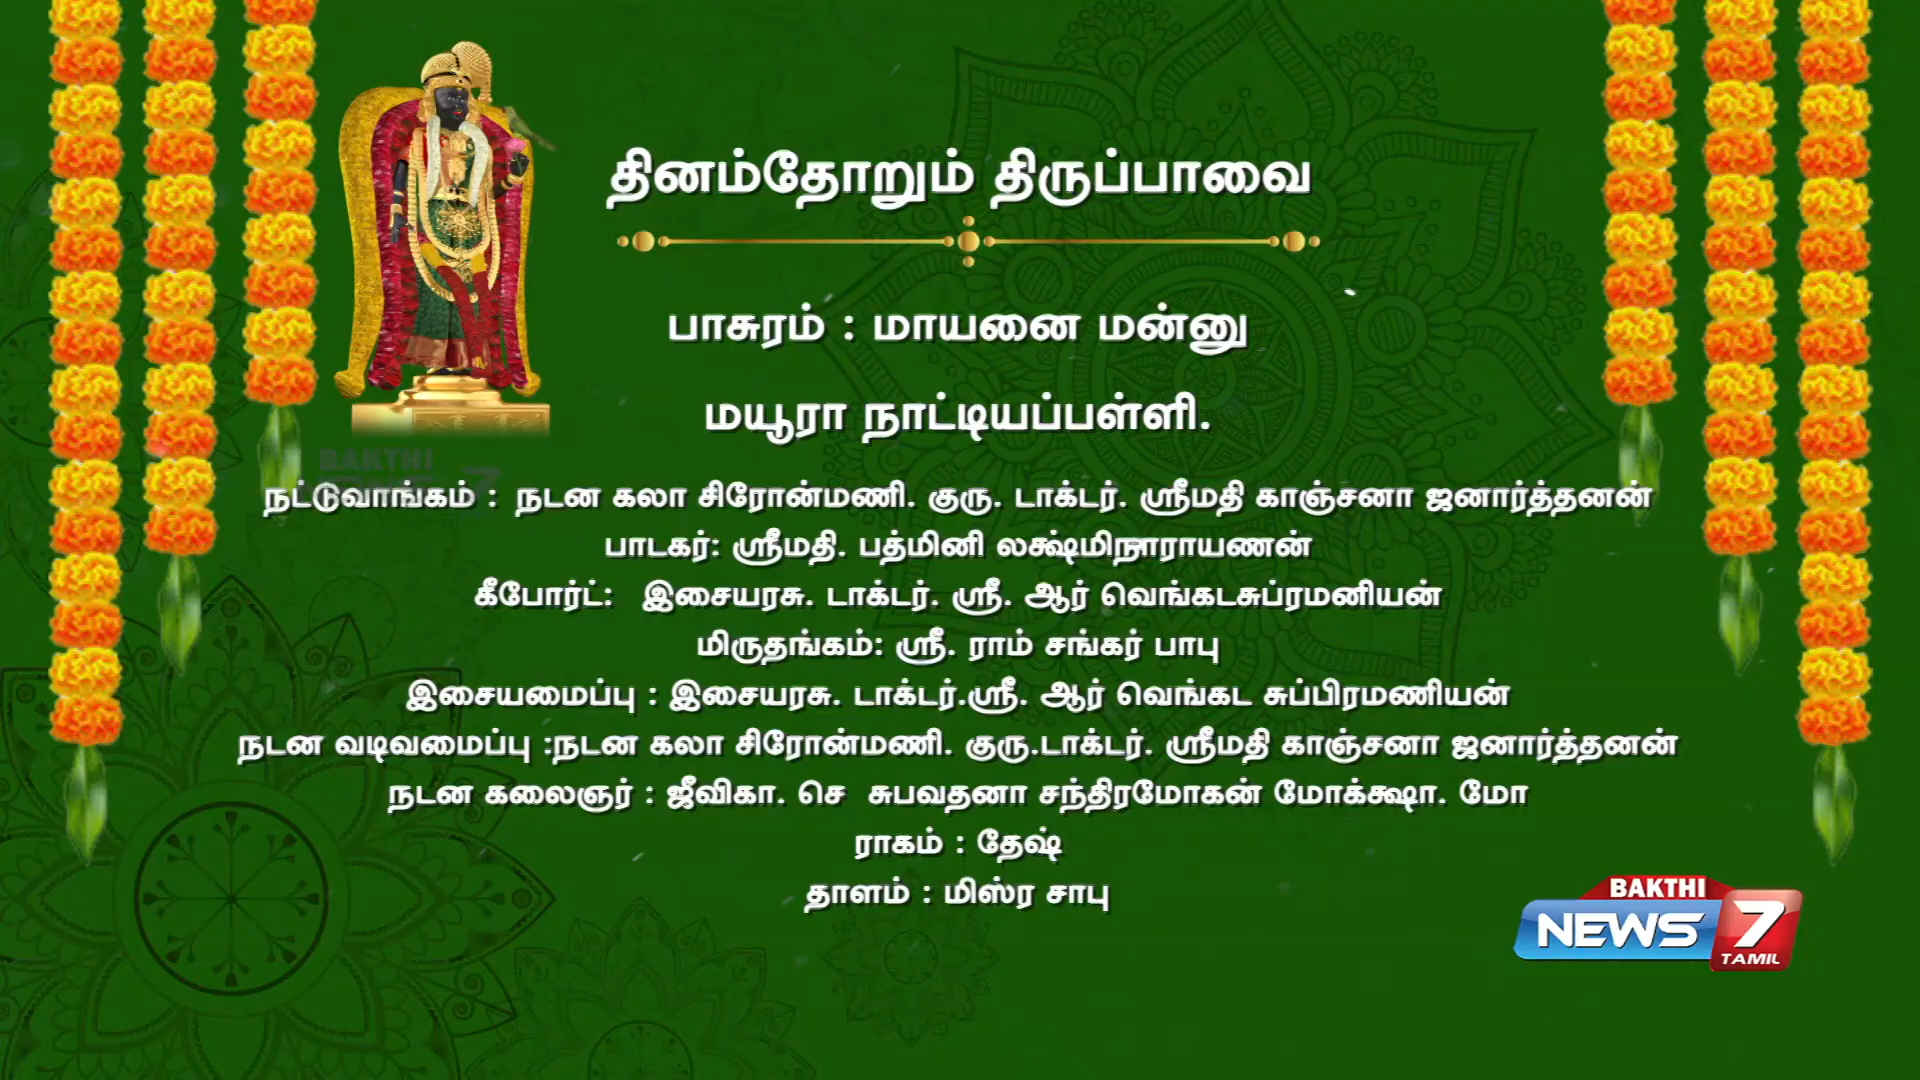 தினம்தோறும் திருப்பாவை
பாசுரம் : மாயனை மன்னு
மயூரா நாட்டியப்பள்ளி.
BAKTHI
7
நட்டுவாங்கம் : நடன கலா சிரோன்மணி. குரு. டாக்டர். ஸ்ரீமதி காஞ்சனா ஜனார்த்தனன்
பாடகர்: ஸ்ரீமதி. பத்மினி லக்ஷ்மிநாராயணன்
கீபோர்ட்: இசையரசு. டாக்டர். ஸ்ரீ. ஆர் வெங்கடசுப்ரமனியன்
மிருதங்கம்: ஸ்ரீ. ராம் சங்கர் பாபு
இசையமைப்பு : இசையரசு. டாக்டர்.ஸ்ரீ. ஆர் வெங்கட சுப்பிரமணியன்
நடன வடிவமைப்பு :நடன கலா சிரோன்மணி. குரு.டாக்டர். ஸ்ரீமதி காஞ்சனா ஜனார்த்தனன்
நடன கலைஞர் : ஜீவிகா. செ சுபவதனா சந்திரமோகன் மோக்க்ஷா. மோ
ராகம் : தேஷ்
தாளம் : மிஸ்ர சாபு
BAKTHI
NEWS 7
TAMIL